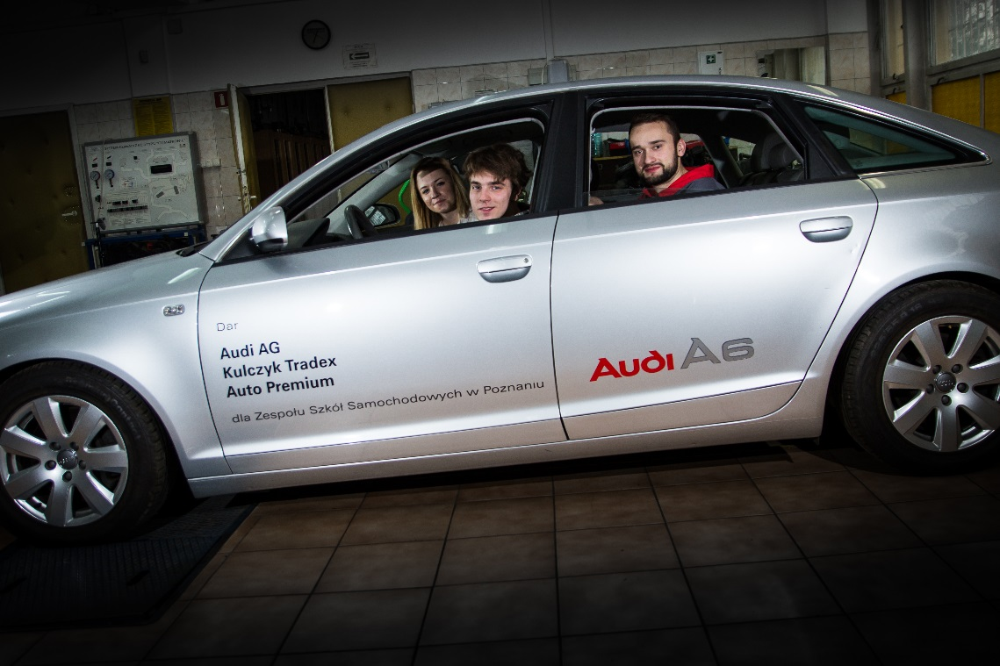 Dar
Audi AG
Kulczyk Tradex
Auto Premium
dla Zespołu Szkół Samochodowych w Poznaniu
Audi A6